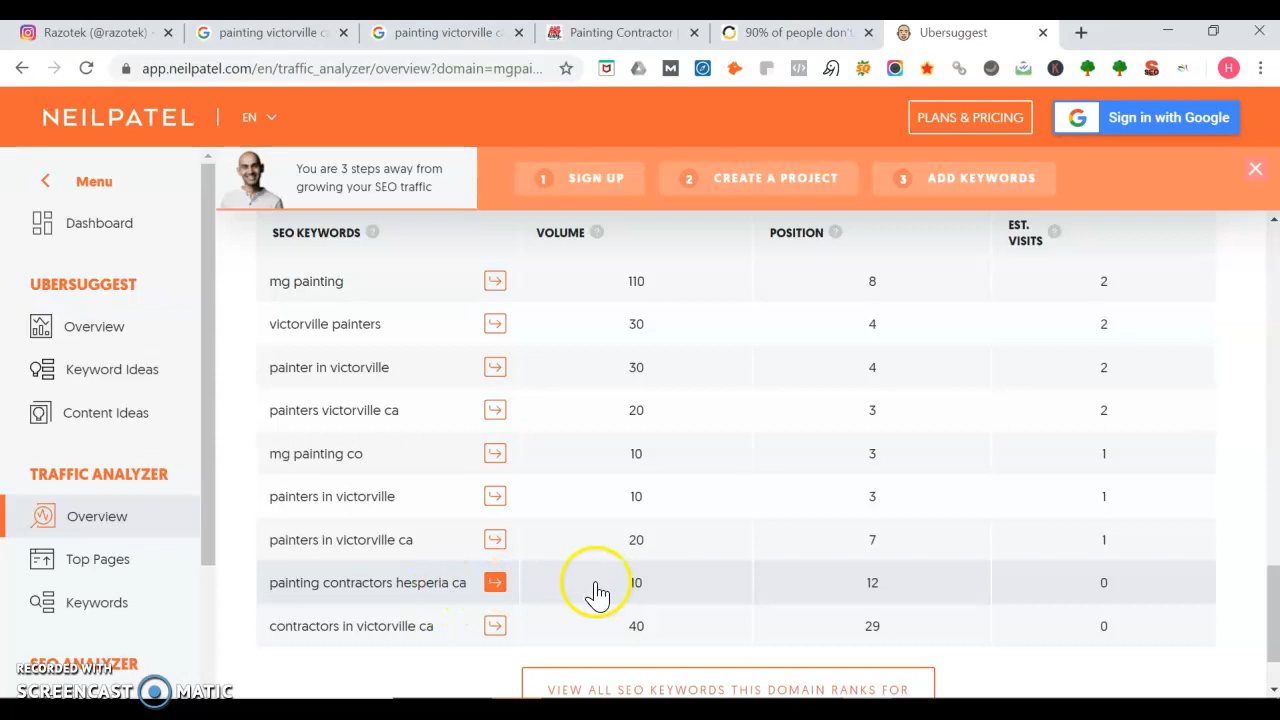 Razotek (@razotek) -
painting victorville c
painting victorville c
Painting Contractor
90% of people don'
Ubersuggest
app.neilpatel.com/en/traffic_analyzer/overview?domain=mgpai...
H
NEILPATEL
EN
PLANS & PRICING
Sign in with Google
Menu
You are 3 steps away from
growing your SEO traffic
1 SIGN UP
2 CREATE A PROJECT
3 ADD KEYWORDS
Dashboard
UBERSUGGEST
Overview
Keyword Ideas
Content Ideas
TRAFFIC ANALYZER
Overview
Top Pages
Keywords
SEO ANALYZER
SEO KEYWORDS VOLUME POSITION EST. VISITS
mg painting 110 8 2
victorville painters 30 4 2
painter in victorville 30 4 2
painters victorville ca 20 3 2
mg painting co 10 3 1
painters in victorville 10 3 1
painters in victorville ca 20 7 1
painting contractors hesperia ca 10 12 0
contractors in victorville ca 40 29 0
VIEW ALL SEO KEYWORDS THIS DOMAIN RANKS FOR
RECORDED WITH
SCREENCAST MATIC